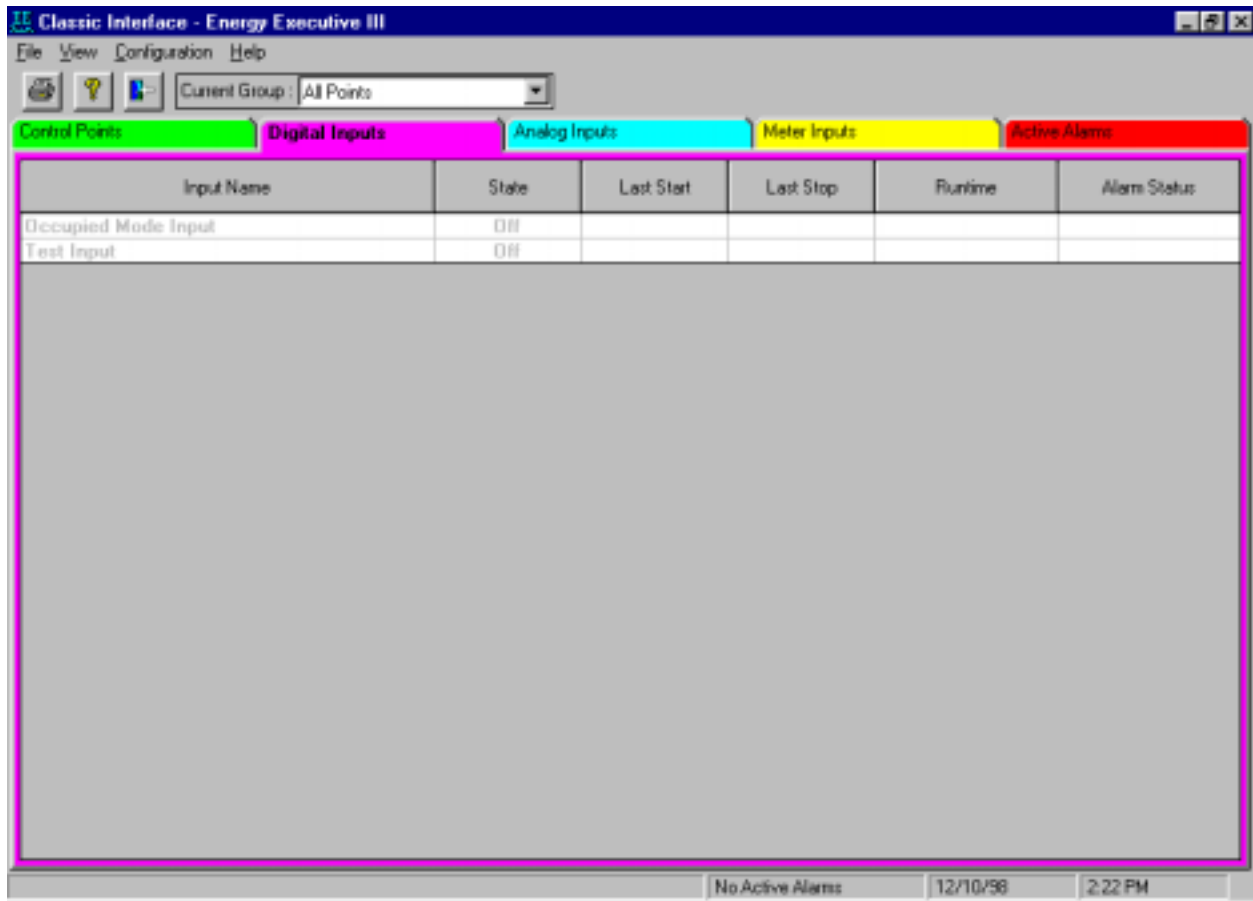 Classic Interface - Energy Executive III
File View Configuration Help
Current Group : All Points
Control Points Digital Inputs Analog Inputs Meter Inputs Active Alarms
Input Name State Last Start Last Stop Runtime Alarm Status
Occupied Mode Input Off
Test Input Off
No Active Alarms 12/10/98 2:22 PM